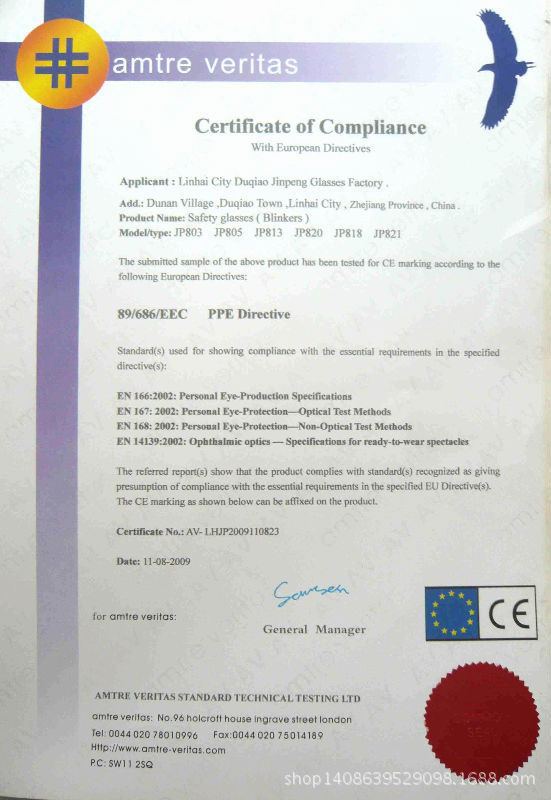 amtre veritas
Certificate of Compliance
With European Directives
Applicant : Linhai City Duqiao Jinpeng Glasses Factory .
Add.: Dunan Village ,Duqiao Town ,Linhai City , Zhejiang Province , China .
Product Name: Safety glasses ( Blinkers )
Model/type: JP803 JP805 JP813 JP820 JP818 JP821
The submitted sample of the above product has been tested for CE marking according to the
following European Directives:
89/686/EEC PPE Directive
Standard(s) used for showing compliance with the essential requirements in the specified
directive(s):
EN 166:2002: Personal Eye-Production Specifications
EN 167: 2002: Personal Eye-Protection—Optical Test Methods
EN 168: 2002: Personal Eye-Protection—Non-Optical Test Methods
EN 14139:2002: Ophthalmic optics — Specifications for ready-to-wear spectacles
The referred report(s) show that the product complies with standard(s) recognized as giving
presumption of compliance with the essential requirements in the specified EU Directive(s).
The CE marking as shown below can be affixed on the product.
Certificate No.: AV- LHJP2009110823
Date: 11-08-2009
for amtre veritas:
General Manager
CE
AMTRE VERITAS STANDARD TECHNICAL TESTING LTD
amtre veritas: No.96 holcroft house ingrave street london
Tel: 0044 020 78010996 Fax:0044 020 75014189
Http://www.amtre-veritas.com
P.C: SW11 2SQ
shop1408639529098.1688.com